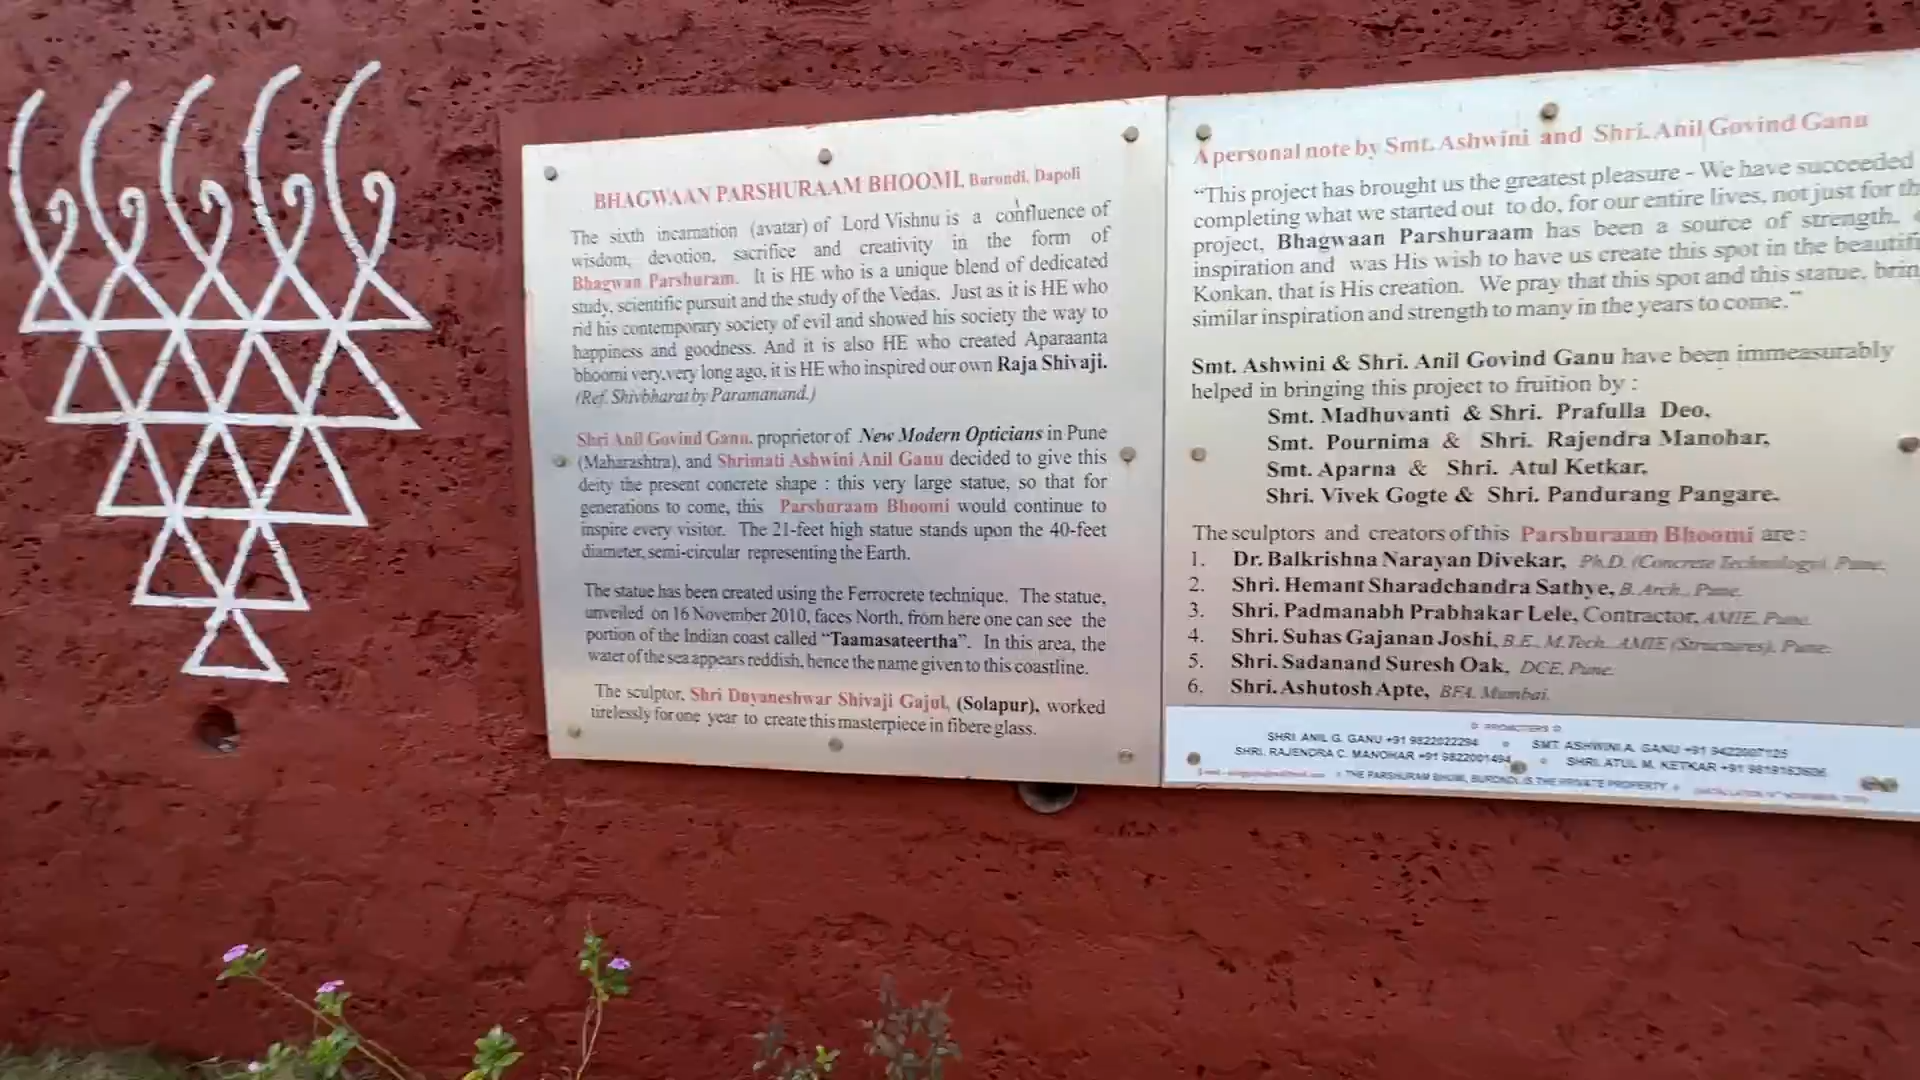 BHAGWAAN PARSHURAAM BHOOMI, Burondi, Dapoli
The sixth incarnation (avatar) of Lord Vishnu is a confluence of
wisdom, devotion, sacrifice and creativity in the form of
Bhagwan Parshuram. It is HE who is a unique blend of dedicated
study, scientific pursuit and the study of the Vedas. Just as it is HE who
rid his contemporary society of evil and showed his society the way to
happiness and goodness. And it is also HE who created Aparaanta
bhoomi very,very long ago, it is HE who inspired our own Raja Shivaji.
(Ref. Shivbharat by Paramanand.)
Shri Anil Govind Ganu, proprietor of New Modern Opticians in Pune
(Maharashtra), and Shrimati Ashwini Anil Ganu decided to give this
deity the present concrete shape : this very large statue, so that for
generations to come, this Parshuraam Bhoomi would continue to
inspire every visitor. The 21-feet high statue stands upon the 40-feet
diameter, semi-circular representing the Earth.
The statue has been created using the Ferrocrete technique. The statue,
unveiled on 16 November 2010, faces North, from here one can see the
portion of the Indian coast called "Taamasateertha". In this area, the
water of the sea appears reddish, hence the name given to this coastline.
The sculptor, Shri Dnyaneshwar Shivaji Gajul, (Solapur), worked
tirelessly for one year to create this masterpiece in fibere glass.
A personal note by Smt. Ashwini and Shri. Anil Govind Ganu
"This project has brought us the greatest pleasure - We have succeeded
completing what we started out to do, for our entire lives, not just for
project, Bhagwaan Parshuraam has been a source of strength,
inspiration and was His wish to have us create this spot in the
Konkan, that is His creation. We pray that this spot and this statue,
similar inspiration and strength to many in the years to come."
Smt. Ashwini & Shri. Anil Govind Ganu have been immeasurably
helped in bringing this project to fruition by :
Smt. Madhuvanti & Shri. Prafulla Deo,
Smt. Pournima & Shri. Rajendra Manohar,
Smt. Aparna & Shri. Atul Ketkar,
Shri. Vivek Gogte & Shri. Pandurang Pangare.
The sculptors and creators of this Parshuraam Bhoomi are :
1. Dr. Balkrishna Narayan Divekar, Ph.D. (Concrete Technology), Pune.
2. Shri. Hemant Sharadchandra Sathye, B. Arch., Pune.
3. Shri. Padmanabh Prabhakar Lele, Contractor, AMIE, Pune.
4. Shri. Suhas Gajanan Joshi, B.E., M.Tech., AMIE (Structures), Pune.
5. Shri. Sadanand Suresh Oak, DCE, Pune.
6. Shri. Ashutosh Apte, BFA, Mumbai.
PROMOTERS
SHRI. ANIL G. GANU +91 9822022294 SMT. ASHWINI A. GANU +91 9422007125
SHRI. RAJENDRA C. MANOHAR +91 9822001494 SHRI. ATUL M. KETKAR +91
THE PARSHURAM BHUMI, BURONDI, IS THE PRIVATE PROPERTY